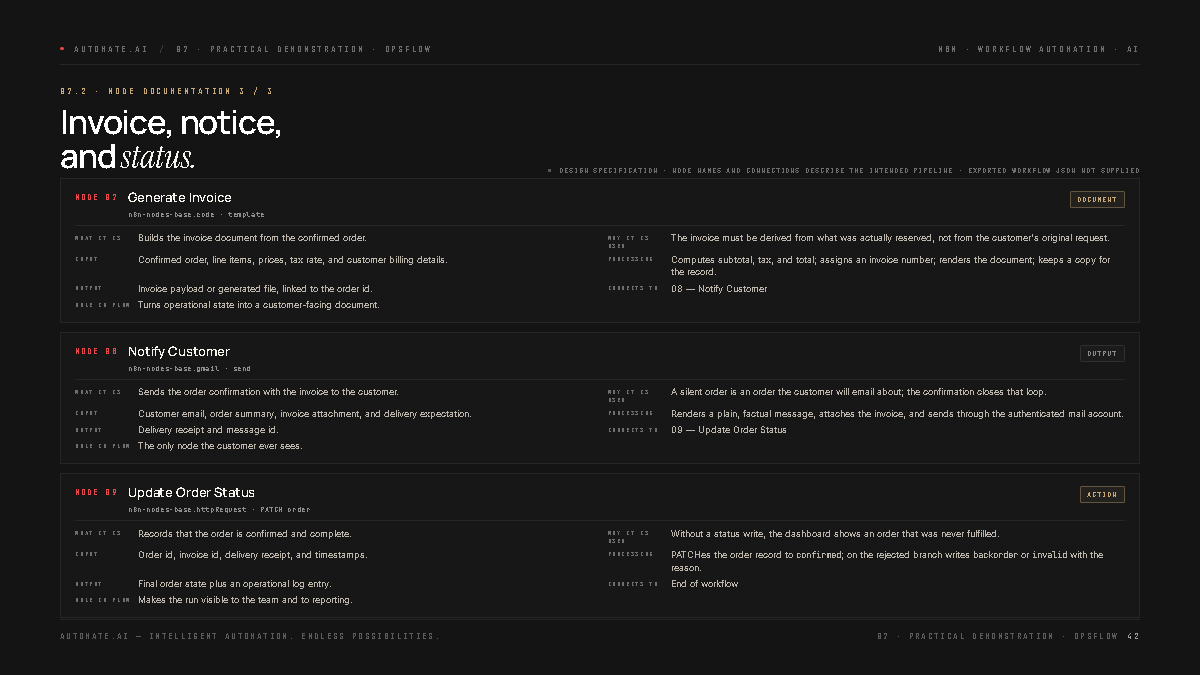 AUTOMATE.AI / 07 · PRACTICAL DEMONSTRATION · OPSFLOW
N8N · WORKFLOW AUTOMATION · AI
07.2 · NODE DOCUMENTATION 3 / 3
Invoice, notice,
and status.
DESIGN SPECIFICATION · NODE NAMES AND CONNECTIONS DESCRIBE THE INTENDED PIPELINE · EXPORTED WORKFLOW JSON NOT SUPPLIED
NODE 07 Generate Invoice DOCUMENT
n8n-nodes-base.code · template
WHAT IT IS Builds the invoice document from the confirmed order.
WHY IT IS USED The invoice must be derived from what was actually reserved, not from the customer's original request.
INPUT Confirmed order, line items, prices, tax rate, and customer billing details.
PROCESSING Computes subtotal, tax, and total; assigns an invoice number; renders the document; keeps a copy for
the record.
OUTPUT Invoice payload or generated file, linked to the order id.
CONNECTS TO 08 — Notify Customer
ROLE IN FLOW Turns operational state into a customer-facing document.
NODE 08 Notify Customer OUTPUT
n8n-nodes-base.gmail · send
WHAT IT IS Sends the order confirmation with the invoice to the customer.
WHY IT IS USED A silent order is an order the customer will email about; the confirmation closes that loop.
INPUT Customer email, order summary, invoice attachment, and delivery expectation.
PROCESSING Renders a plain, factual message, attaches the invoice, and sends through the authenticated mail account.
OUTPUT Delivery receipt and message id.
CONNECTS TO 09 — Update Order Status
ROLE IN FLOW The only node the customer ever sees.
NODE 09 Update Order Status ACTION
n8n-nodes-base.httpRequest · PATCH order
WHAT IT IS Records that the order is confirmed and complete.
WHY IT IS USED Without a status write, the dashboard shows an order that was never fulfilled.
INPUT Order id, invoice id, delivery receipt, and timestamps.
PROCESSING PATCHes the order record to confirmed; on the rejected branch writes backorder or invalid with the
reason.
OUTPUT Final order state plus an operational log entry.
CONNECTS TO End of workflow
ROLE IN FLOW Makes the run visible to the team and to reporting.
AUTOMATE.AI — INTELLIGENT AUTOMATION. ENDLESS POSSIBILITIES.
07 · PRACTICAL DEMONSTRATION · OPSFLOW 42